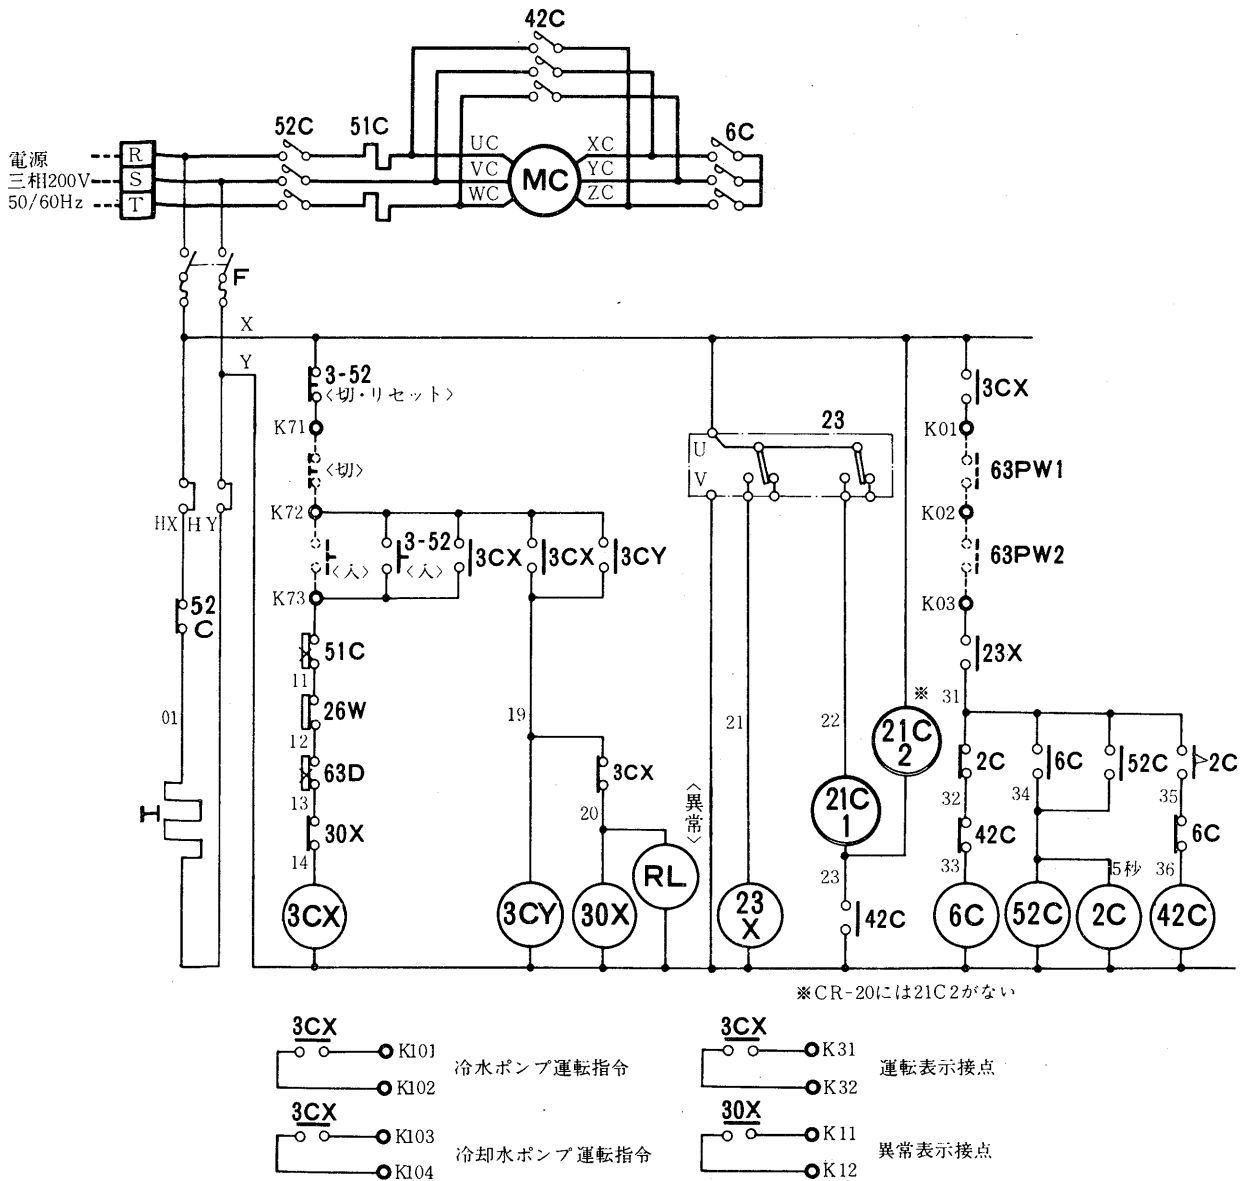 42C
52C
51C
6C
電源
三相200V
50/60Hz
R
S
T
UC
VC
WC
MC
XC
YC
ZC
F
X
Y
3-52
〈切・リセット〉
K71
〈切〉
K72
3-52
〈入〉
〈入〉
3CX
3CX
3CY
K73
51C
11
26W
12
63D
13
30X
14
3CX
HX
H
Y
52
C
01
H
19
3CX
20
3CY
30X
RL
〈異常〉
23
U
V
21
22
23
X
21C
1
※
21C
2
23
42C
3CX
K01
63PW1
K02
63PW2
K03
23X
31
2C
6C
52C
2C
32
34
35
42C
6C
33
5秒
36
6C
52C
2C
42C
※CR-20には21C2がない
3CX
K101
K102
冷水ポンプ運転指令
3CX
K103
K104
冷却水ポンプ運転指令
3CX
K31
K32
運転表示接点
30X
K11
K12
異常表示接点